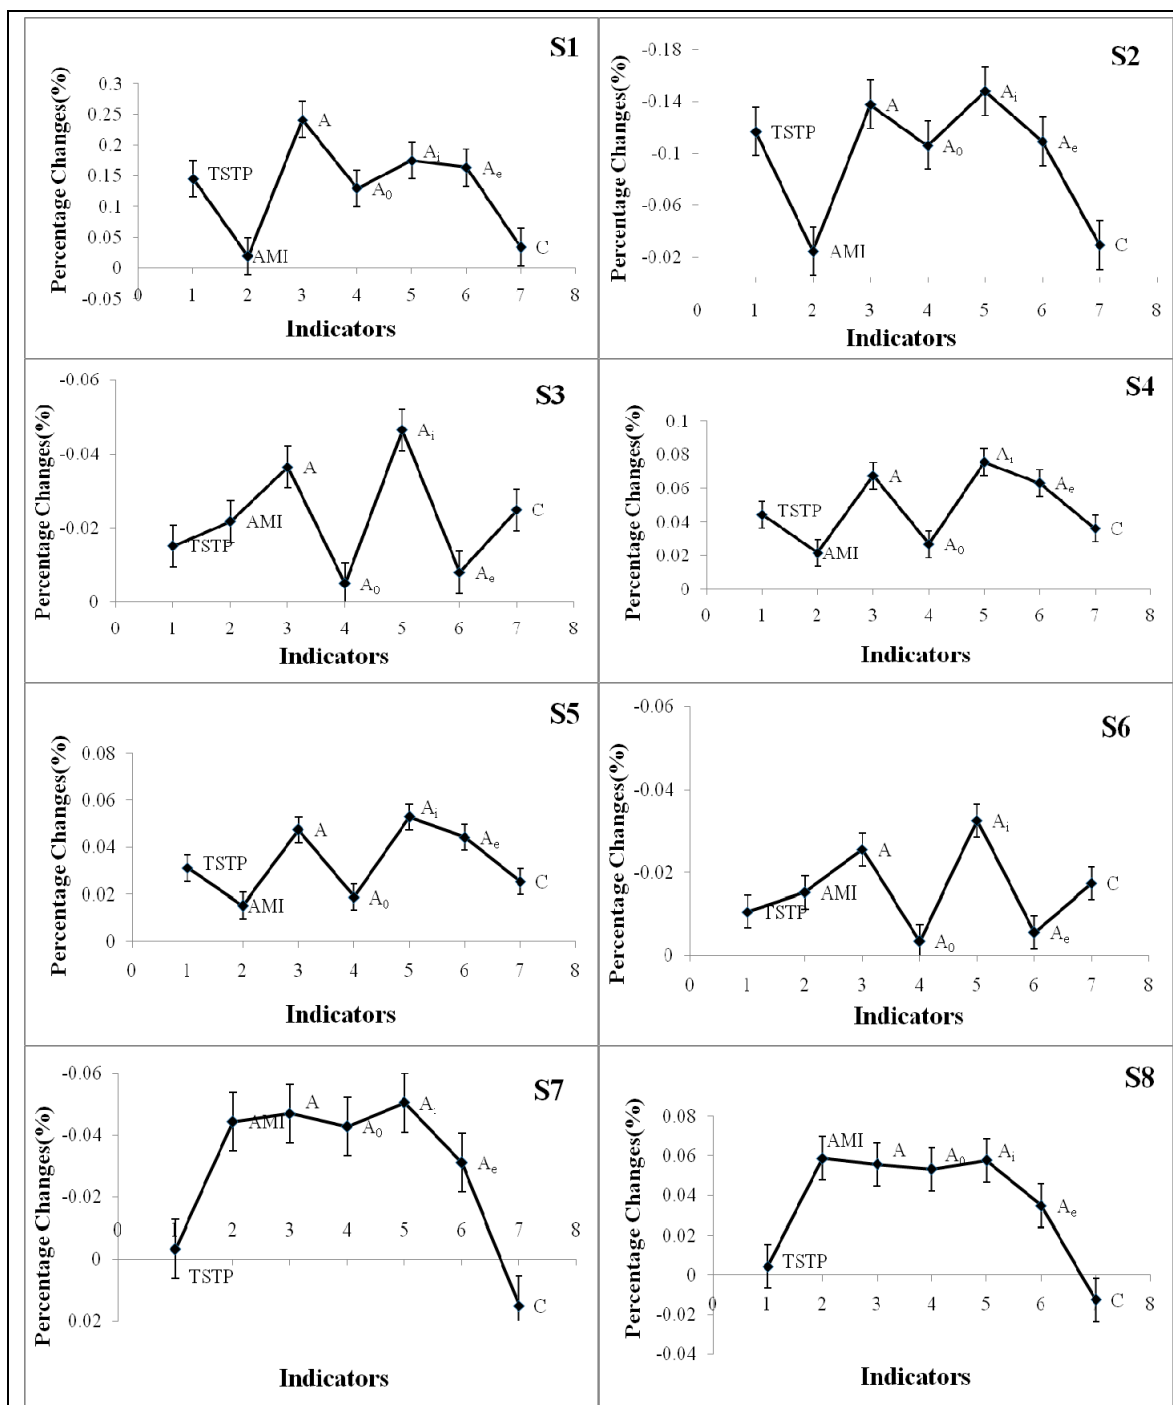 S1
Percentage Changes(%)
0.3
0.25
0.2
0.15
0.1
0.05
0
-0.05
TSTP
AMI
A
A0
Ai
Ae
C
0 1 2 3 4 5 6 7 8
Indicators
S2
Percentage Changes(%)
-0.18
-0.14
-0.1
-0.06
-0.02
TSTP
AMI
A
A0
Ai
Ae
C
0 1 2 3 4 5 6 7 8
Indicators
S3
Percentage Changes(%)
-0.06
-0.04
-0.02
0
TSTP
AMI
A
A0
Ai
Ae
C
0 1 2 3 4 5 6 7 8
Indicators
S4
Percentage Changes(%)
0.1
0.08
0.06
0.04
0.02
0
TSTP
AMI
A
A0
Ai
Ae
C
0 1 2 3 4 5 6 7 8
Indicators
S5
Percentage Changes(%)
0.08
0.06
0.04
0.02
0
TSTP
AMI
A
A0
Ai
Ae
C
0 1 2 3 4 5 6 7 8
Indicators
S6
Percentage Changes(%)
-0.06
-0.04
-0.02
0
TSTP
AMI
A
A0
Ai
Ae
C
0 1 2 3 4 5 6 7 8
Indicators
S7
Percentage Changes(%)
-0.06
-0.04
-0.02
0
0.02
TSTP
AMI
A
A0
Ai
Ae
C
0 1 2 3 4 5 6 7 8
Indicators
S8
Percentage Changes(%)
0.08
0.06
0.04
0.02
0
-0.02
-0.04
TSTP
AMI
A
A0
Ai
Ae
C
0 1 2 3 4 5 6 7 8
Indicators